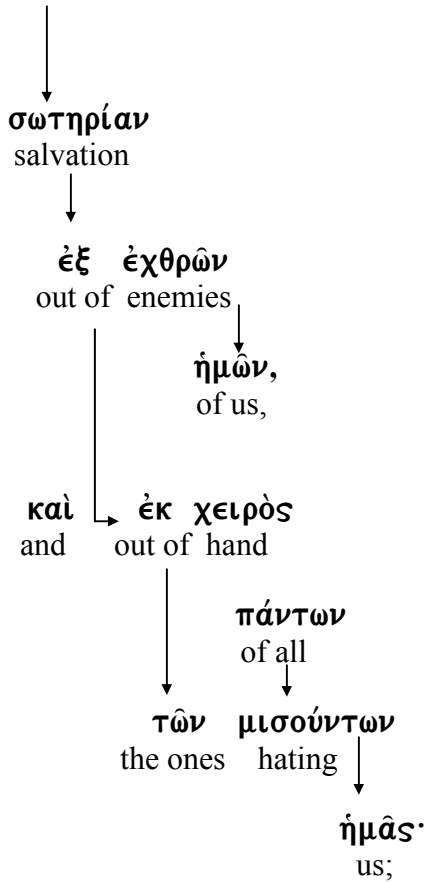 σωτηρίαν
salvation
ἐξ ἐχθρῶν
out of enemies
ἡμῶν,
of us,
καὶ ἐκ χειρὸς
and out of hand
πάντων
of all
τῶν μισούντων
the ones hating
ἡμᾶς·
us;